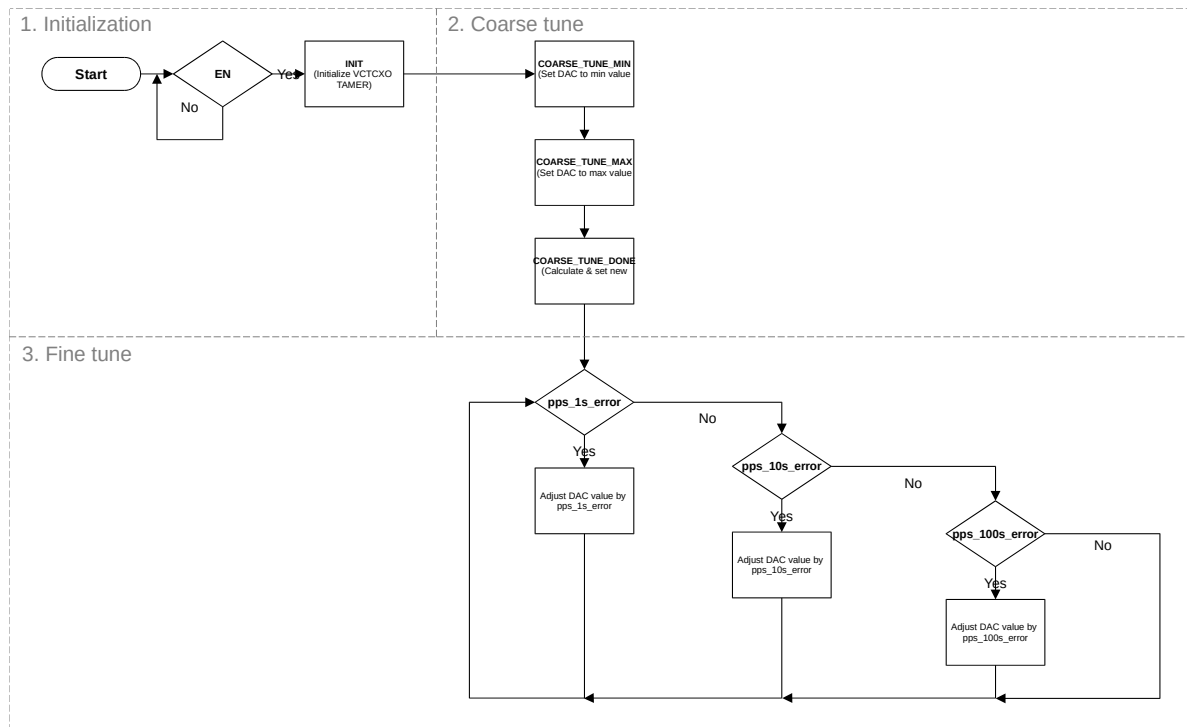 1. Initialization
2. Coarse tune
Start
EN
Yes
No
INIT
(Initialize VCTCXO
TAMER)
COARSE_TUNE_MIN
(Set DAC to min value
COARSE_TUNE_MAX
(Set DAC to max value
COARSE_TUNE_DONE
(Calculate & set new
3. Fine tune
pps_1s_error
No
Yes
Adjust DAC value by
pps_1s_error
pps_10s_error
No
Yes
Adjust DAC value by
pps_10s_error
pps_100s_error
No
Yes
Adjust DAC value by
pps_100s_error